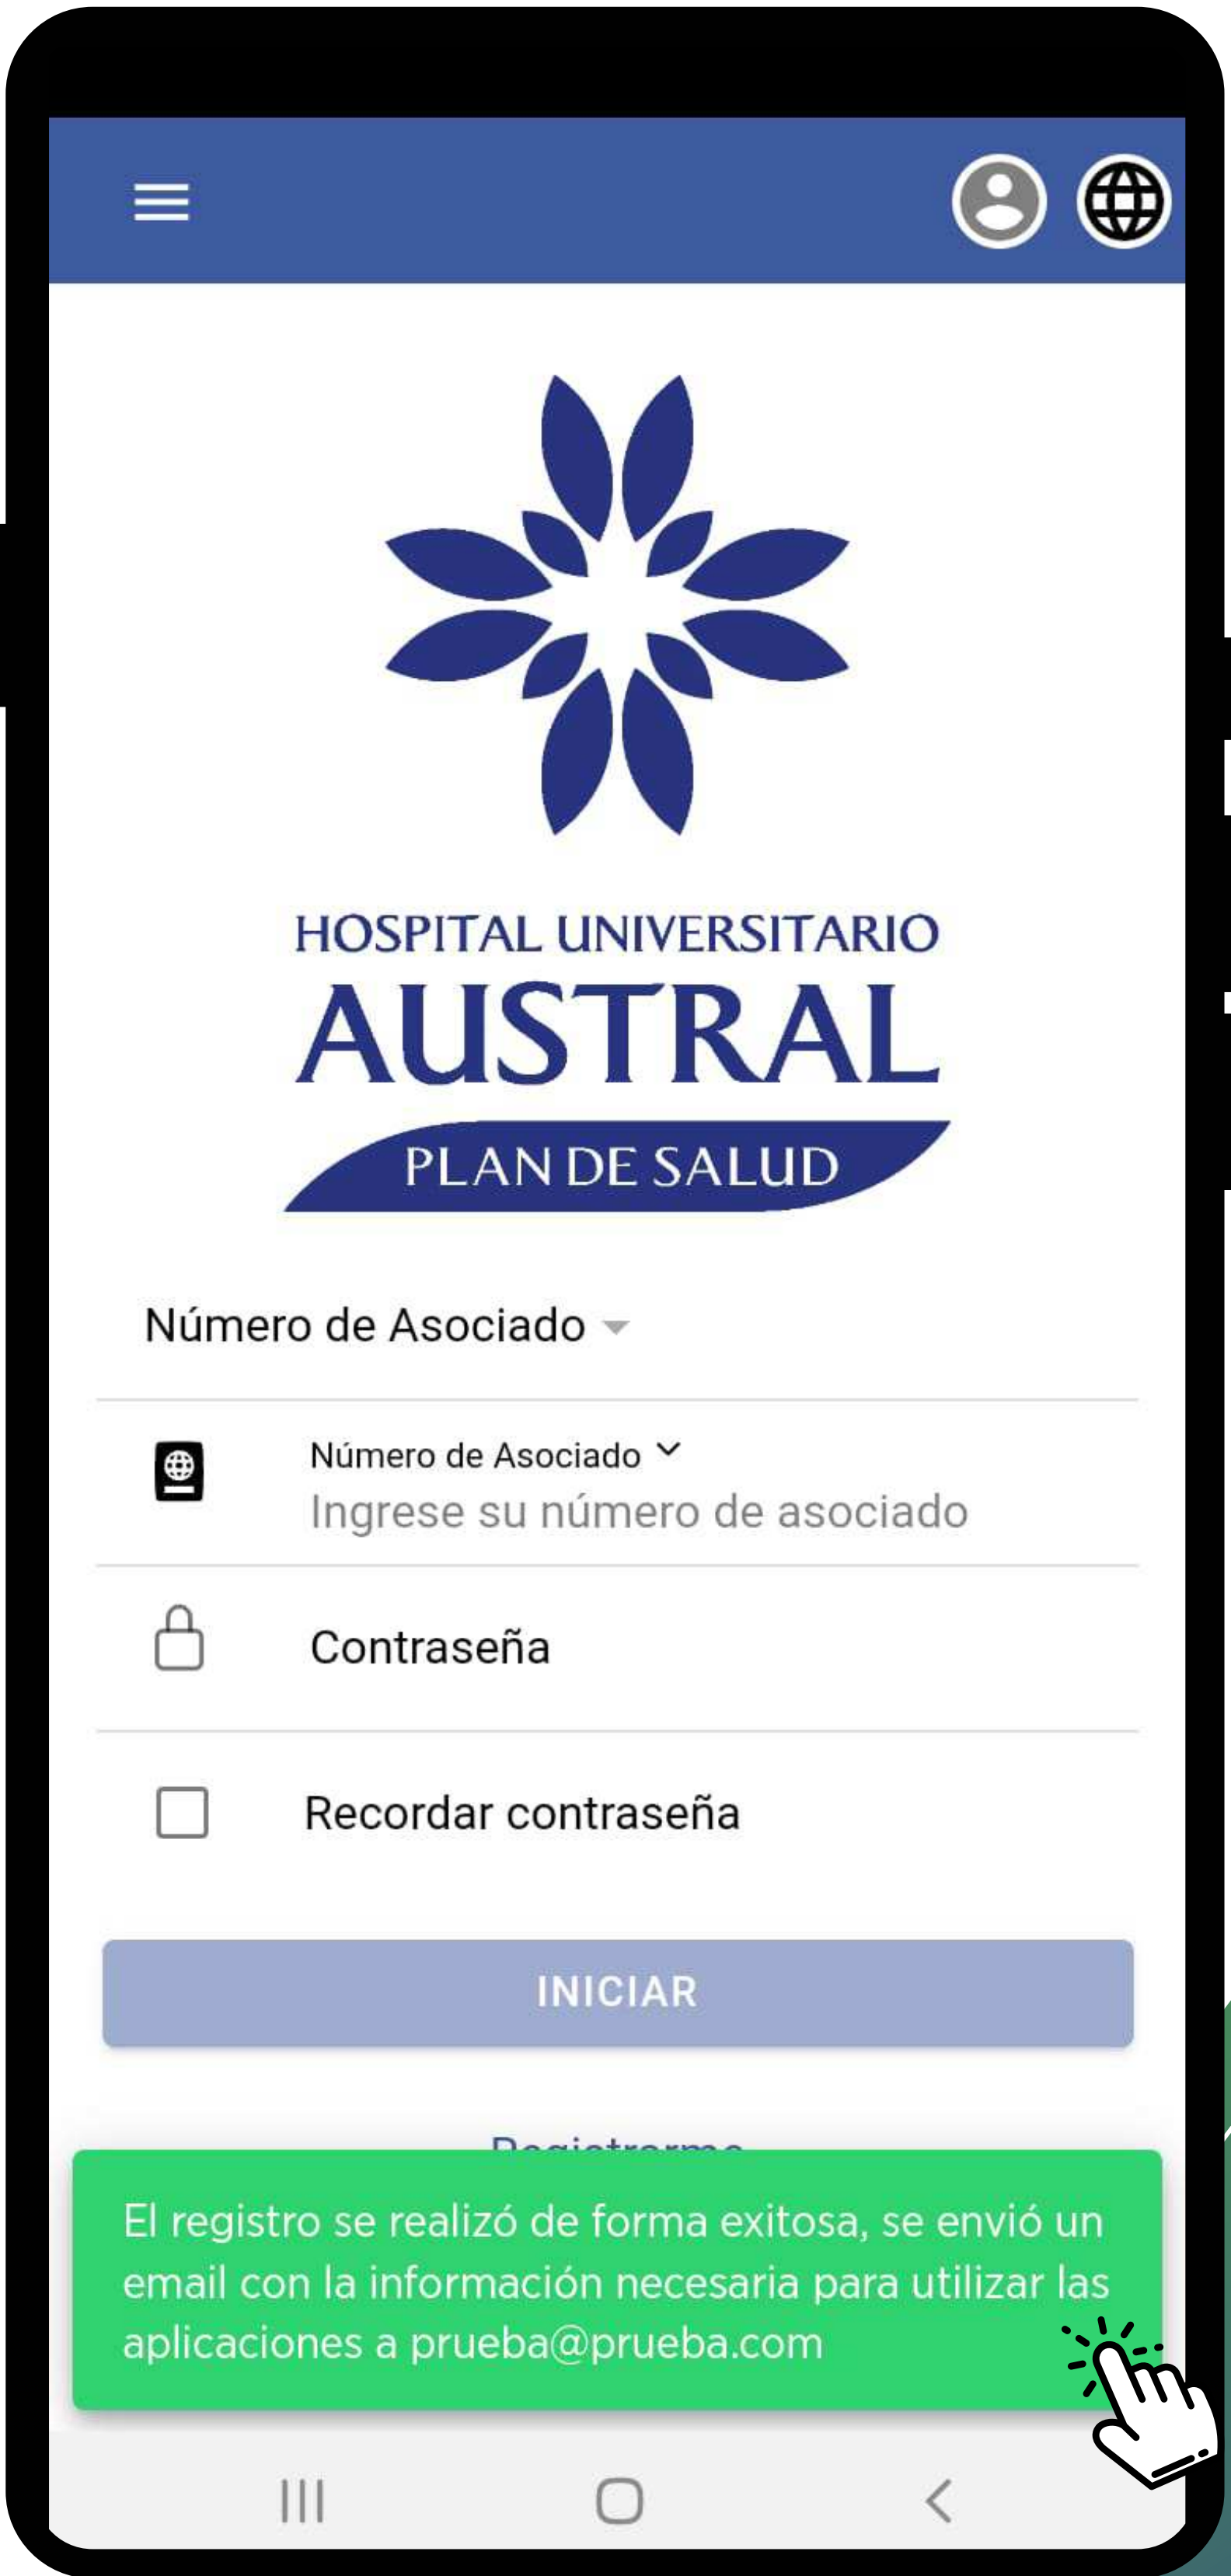 HOSPITAL UNIVERSITARIO
AUSTRAL
PLAN DE SALUD
Número de Asociado
Número de Asociado
Ingrese su número de asociado
Contraseña
Recordar contraseña
INICIAR
Registrarme
El registro se realizó de forma exitosa, se envió un
email con la información necesaria para utilizar las
aplicaciones a prueba@prueba.com